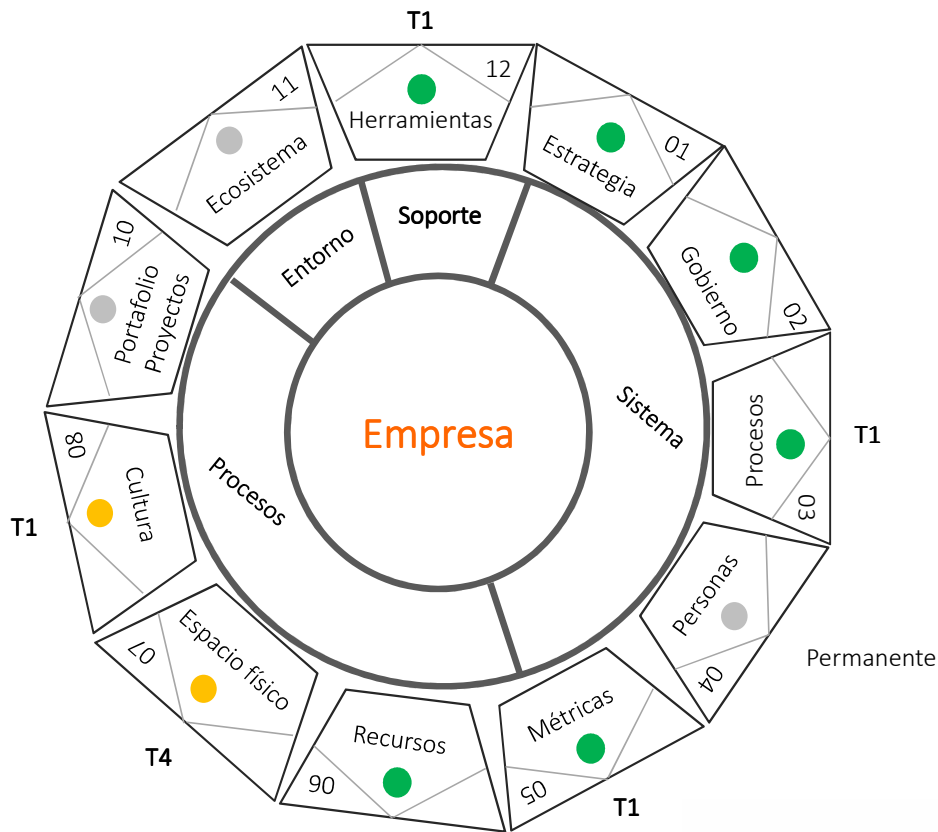 T1
12
Herramientas
01
Estrategia
02
Gobierno
T1
03
Procesos
Permanente
04
Personas
T1
05
Métricas
06
Recursos
T4
07
Espacio físico
T1
08
Cultura
10
Portafolio
Proyectos
11
Ecosistema
Soporte
Sistema
Procesos
Entorno
Empresa